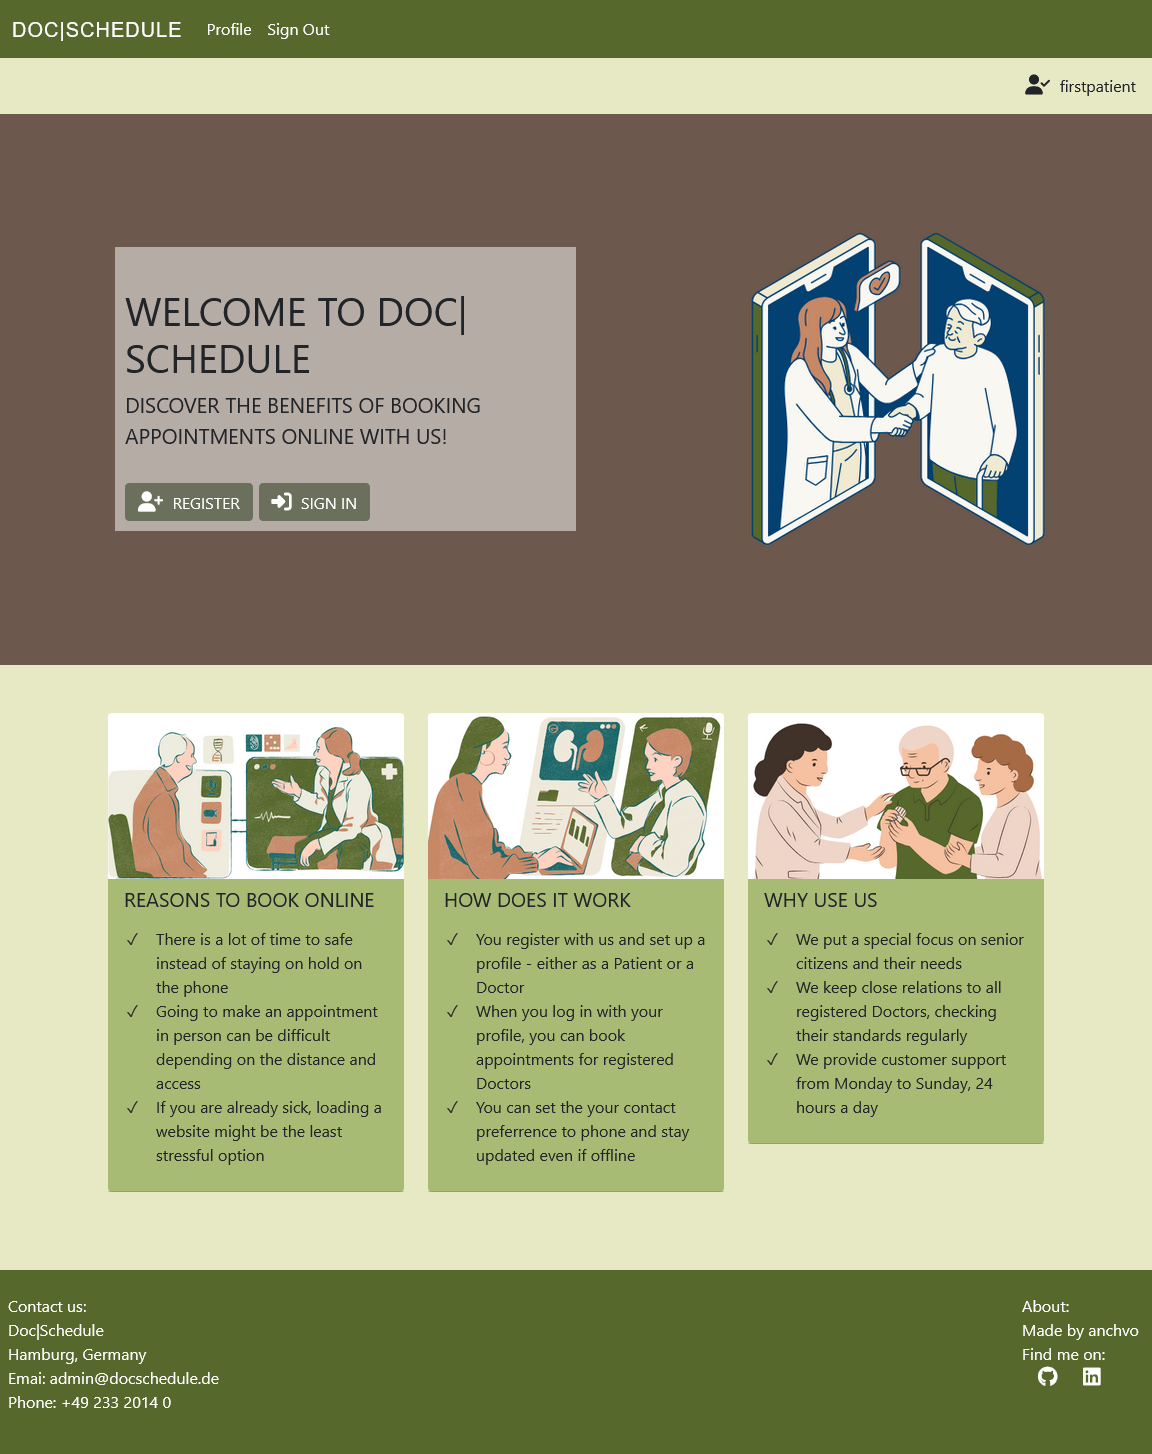 DOC|SCHEDULE Profile Sign Out
firstpatient
WELCOME TO DOC|
SCHEDULE
DISCOVER THE BENEFITS OF BOOKING
APPOINTMENTS ONLINE WITH US!
REGISTER SIGN IN
REASONS TO BOOK ONLINE
There is a lot of time to safe
instead of staying on hold on
the phone
Going to make an appointment
in person can be difficult
depending on the distance and
access
If you are already sick, loading a
website might be the least
stressful option
HOW DOES IT WORK
You register with us and set up a
profile - either as a Patient or a
Doctor
When you log in with your
profile, you can book
appointments for registered
Doctors
You can set the your contact
preferrence to phone and stay
updated even if offline
WHY USE US
We put a special focus on senior
citizens and their needs
We keep close relations to all
registered Doctors, checking
their standards regularly
We provide customer support
from Monday to Sunday, 24
hours a day
Contact us:
Doc|Schedule
Hamburg, Germany
Emai: admin@docschedule.de
Phone: +49 233 2014 0
About:
Made by anchvo
Find me on: